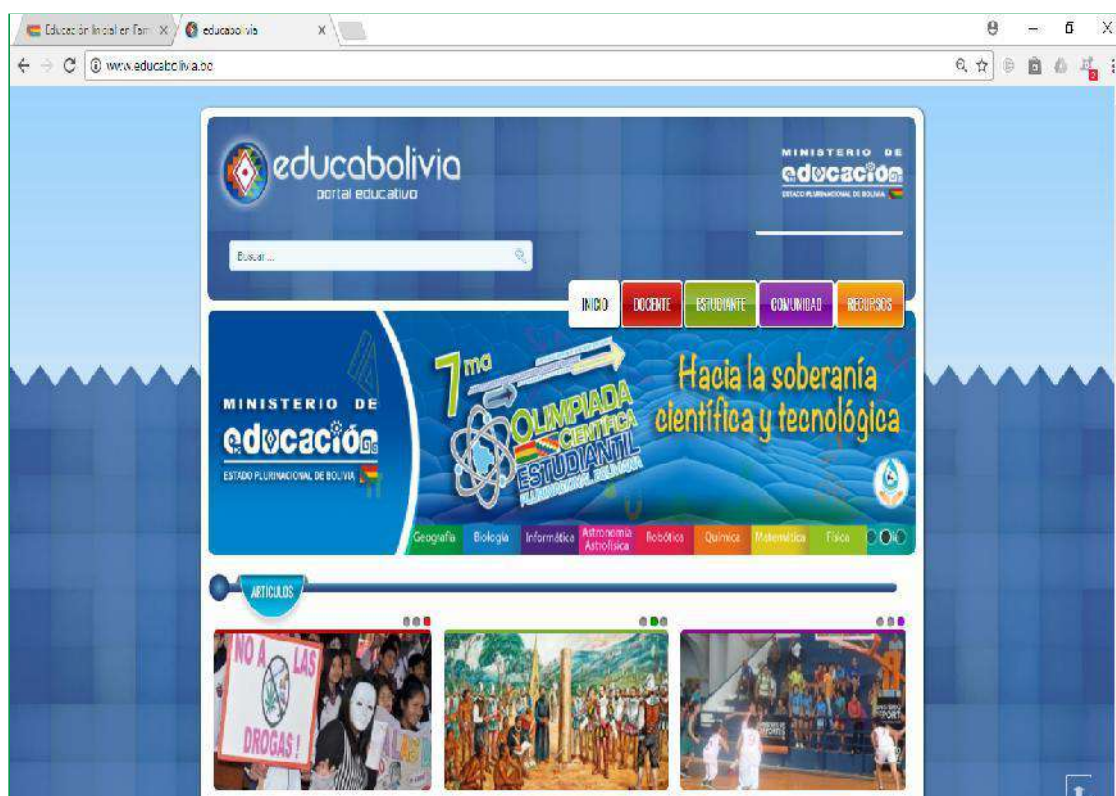 educabolivia
www.educabolivia.bo
educabolivia
portal educativo
MINISTERIO DE
educación
ESTADO PLURINACIONAL DE BOLIVIA
Buscar ...
INICIO
DOCENTE
ESTUDIANTE
COMUNIDAD
RECURSOS
MINISTERIO DE
educación
ESTADO PLURINACIONAL DE BOLIVIA
7ma
OLIMPIADA
CIENTÍFICA
ESTUDIANTIL
PLURINACIONAL BOLIVIANA
Hacia la soberanía
científica y tecnológica
Geografía
Biología
Informática
Astronomía
Astrofísica
Robótica
Química
Matemática
Física
ARTICULOS
NO A LAS
DROGAS!